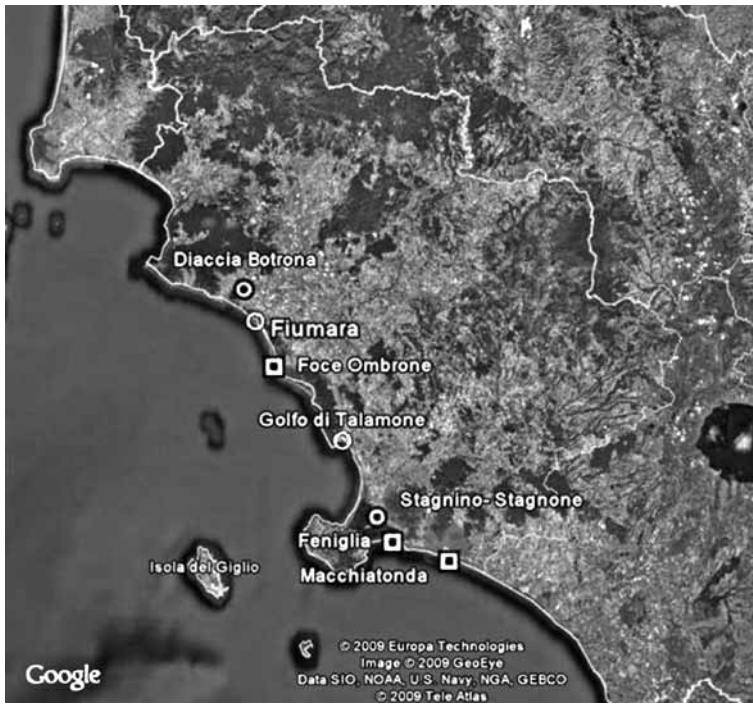 Diaccia Botrona
Fiumara
Foce Ombrone
Golfo di Talamone
Stagnino-Stagnone
Feniglia
Isola del Giglio
Macchiatonda
© 2009 Europa Technologies
Image © 2009 GeoEye
Data SIO, NOAA, U.S. Navy, NGA, GEBCO
© 2009 Tele Atlas
Google